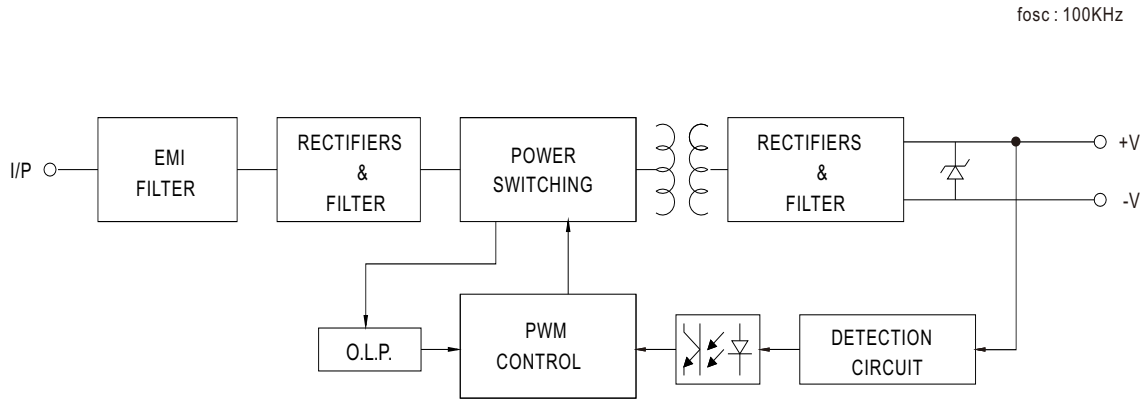 fosc : 100KHz
I/P
EMI
FILTER
RECTIFIERS
&
FILTER
POWER
SWITCHING
RECTIFIERS
&
FILTER
+V
-V
O.L.P.
PWM
CONTROL
DETECTION
CIRCUIT